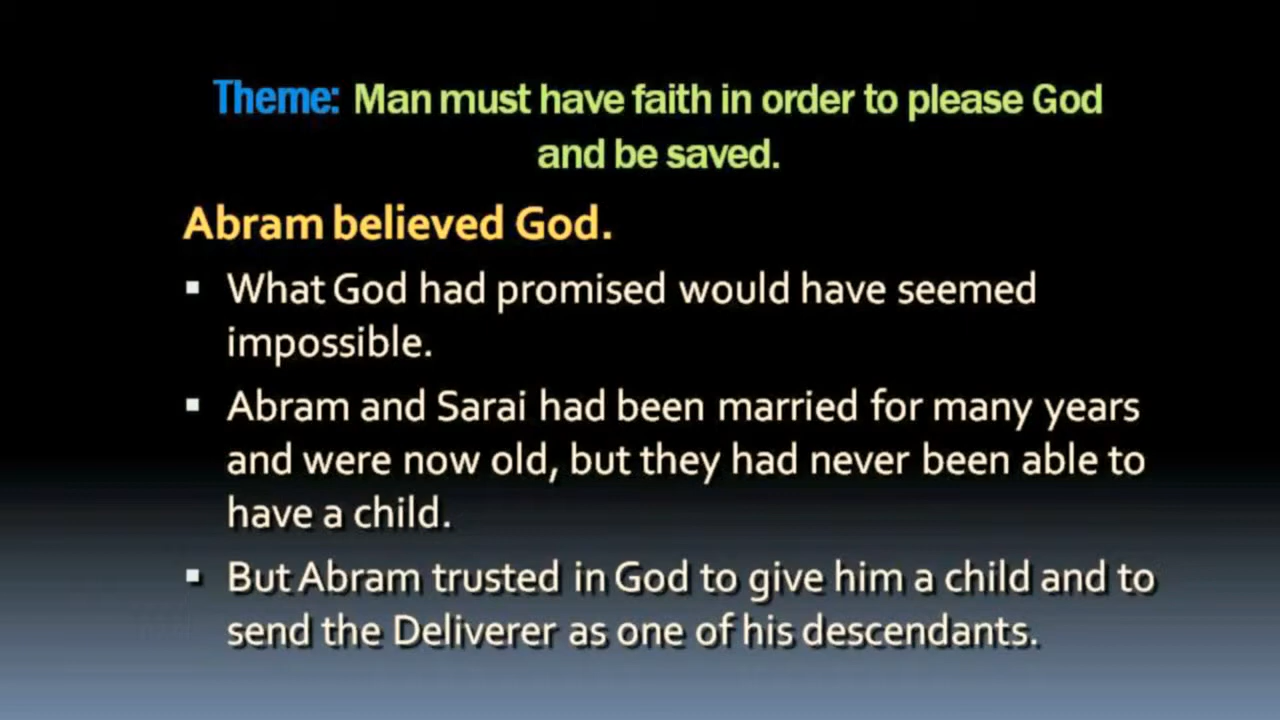 Theme: Man must have faith in order to please God
and be saved.
Abram believed God.
▪ What God had promised would have seemed
impossible.
▪ Abram and Sarai had been married for many years
and were now old, but they had never been able to
have a child.
▪ But Abram trusted in God to give him a child and to
send the Deliverer as one of his descendants.